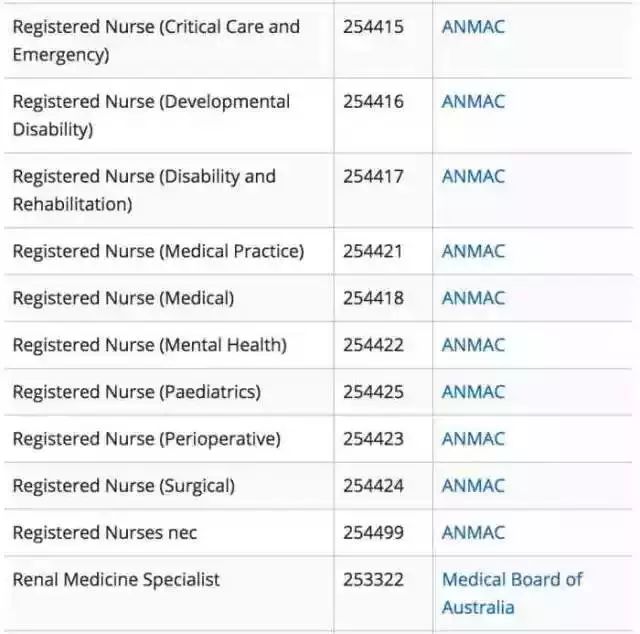 Registered Nurse (Critical Care and 254415 ANMAC
Emergency)
Registered Nurse (Developmental 254416 ANMAC
Disability)
Registered Nurse (Disability and 254417 ANMAC
Rehabilitation)
Registered Nurse (Medical Practice) 254421 ANMAC
Registered Nurse (Medical) 254418 ANMAC
Registered Nurse (Mental Health) 254422 ANMAC
Registered Nurse (Paediatrics) 254425 ANMAC
Registered Nurse (Perioperative) 254423 ANMAC
Registered Nurse (Surgical) 254424 ANMAC
Registered Nurses nec 254499 ANMAC
Renal Medicine Specialist 253322 Medical Board of
Australia